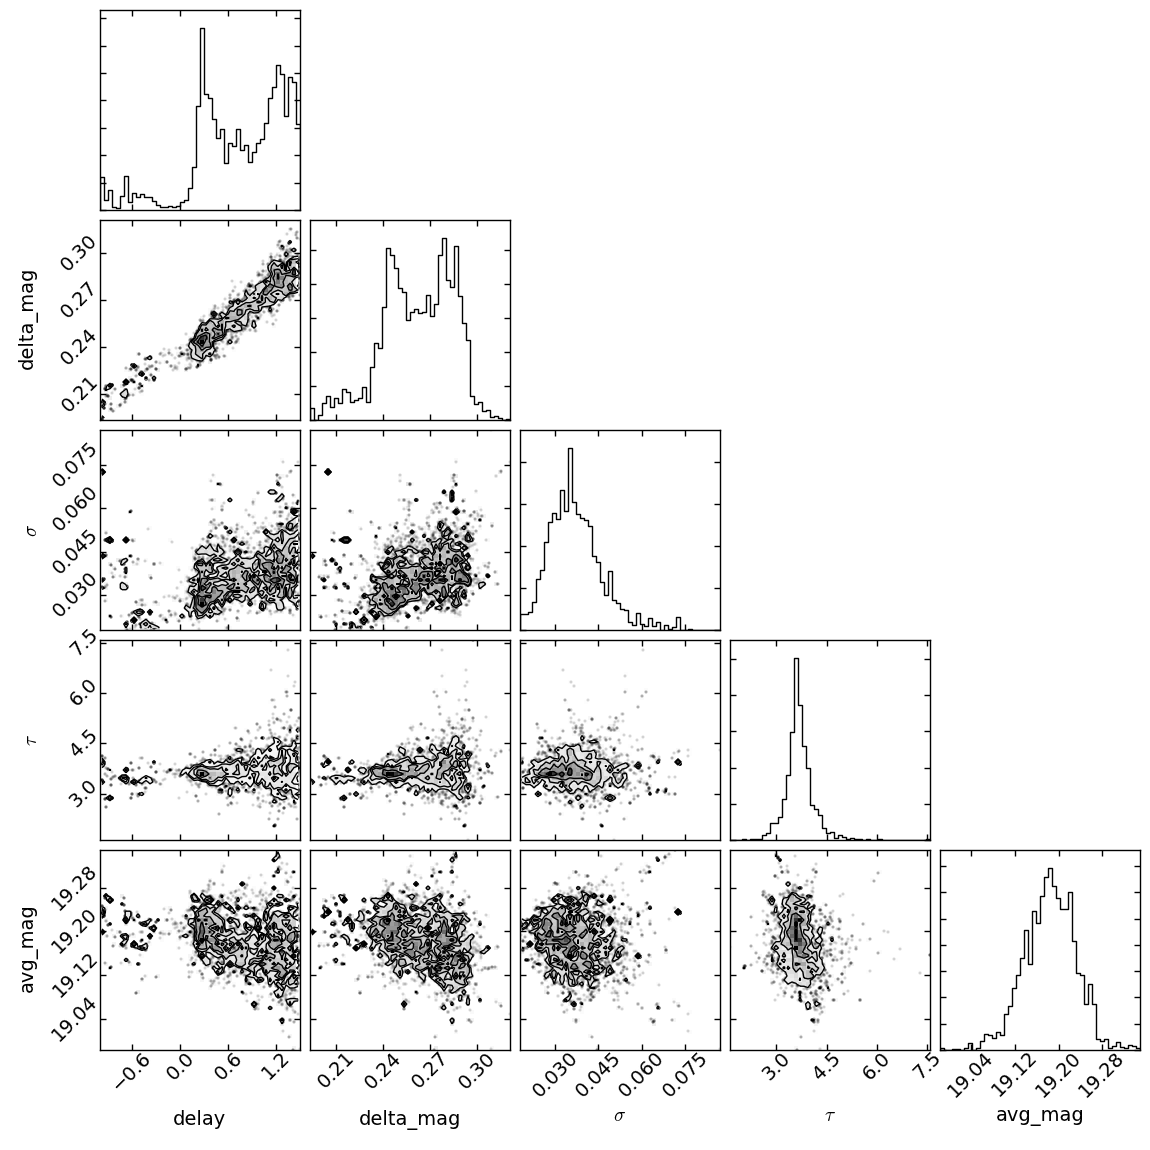 0.30
0.27
0.24
0.21
delta_mag
0.075
0.060
0.045
0.030
σ
7.5
6.0
4.5
3.0
τ
19.28
19.20
19.12
19.04
avg_mag
−0.6 0.0 0.6 1.2
delay
0.21 0.24 0.27 0.30
delta_mag
0.030 0.045 0.060 0.075
σ
3.0 4.5 6.0 7.5
τ
19.04 19.12 19.20 19.28
avg_mag